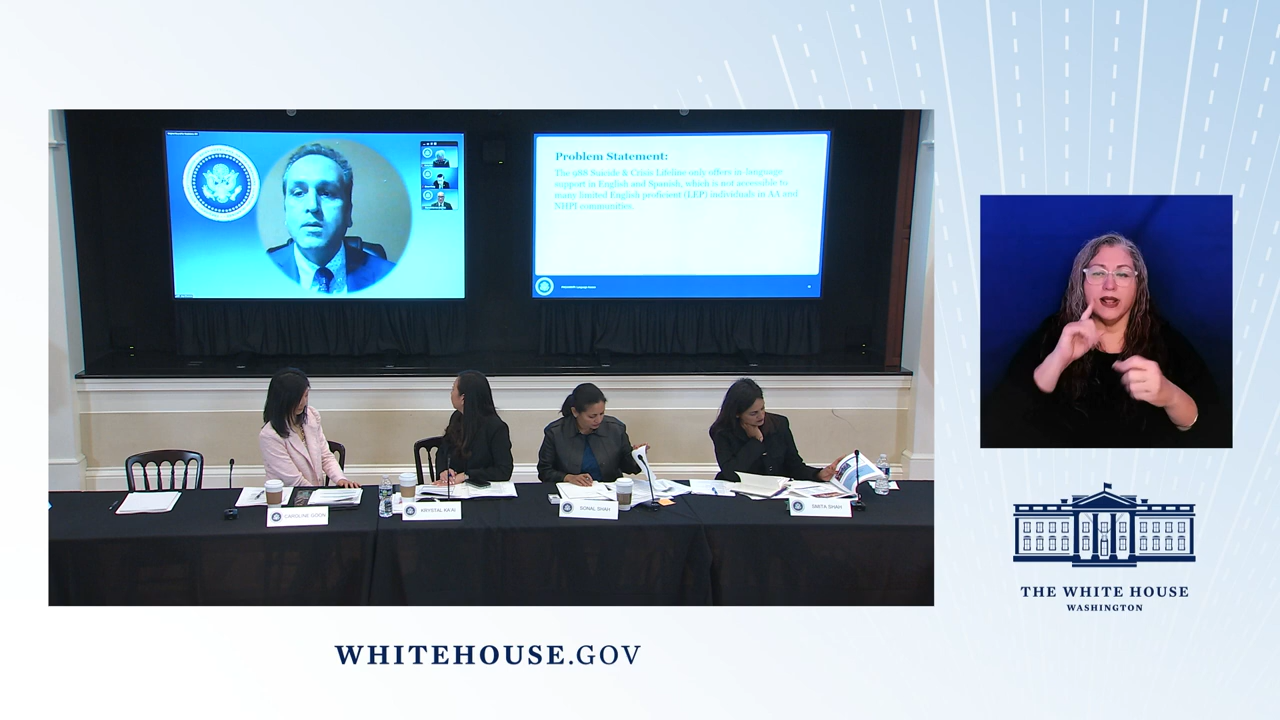 Problem Statement:
The 988 Suicide & Crisis Lifeline only offers in-language
support in English and Spanish, which is not accessible to
many limited English proficient (LEP) individuals in AA and
NHPI communities.
CAROLINE GOON
KRYSTAL KA'AI
SONAL SHAH
SMITA SHAH
THE WHITE HOUSE
WASHINGTON
WHITEHOUSE.GOV